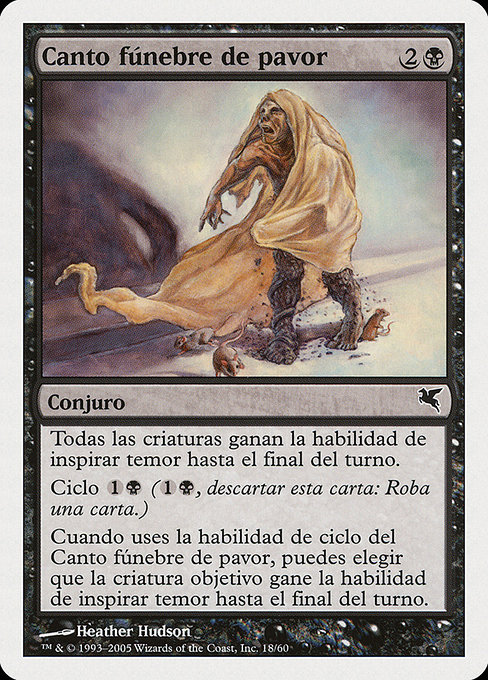 Canto fúnebre de pavor 2
Conjuro
Todas las criaturas ganan la habilidad de
inspirar temor hasta el final del turno.
Ciclo 1 (1, descartar esta carta: Roba
una carta.)
Cuando uses la habilidad de ciclo del
Canto fúnebre de pavor, puedes elegir
que la criatura objetivo gane la habilidad
de inspirar temor hasta el final del turno.
Heather Hudson
™ & © 1993–2005 Wizards of the Coast, Inc. 18/60